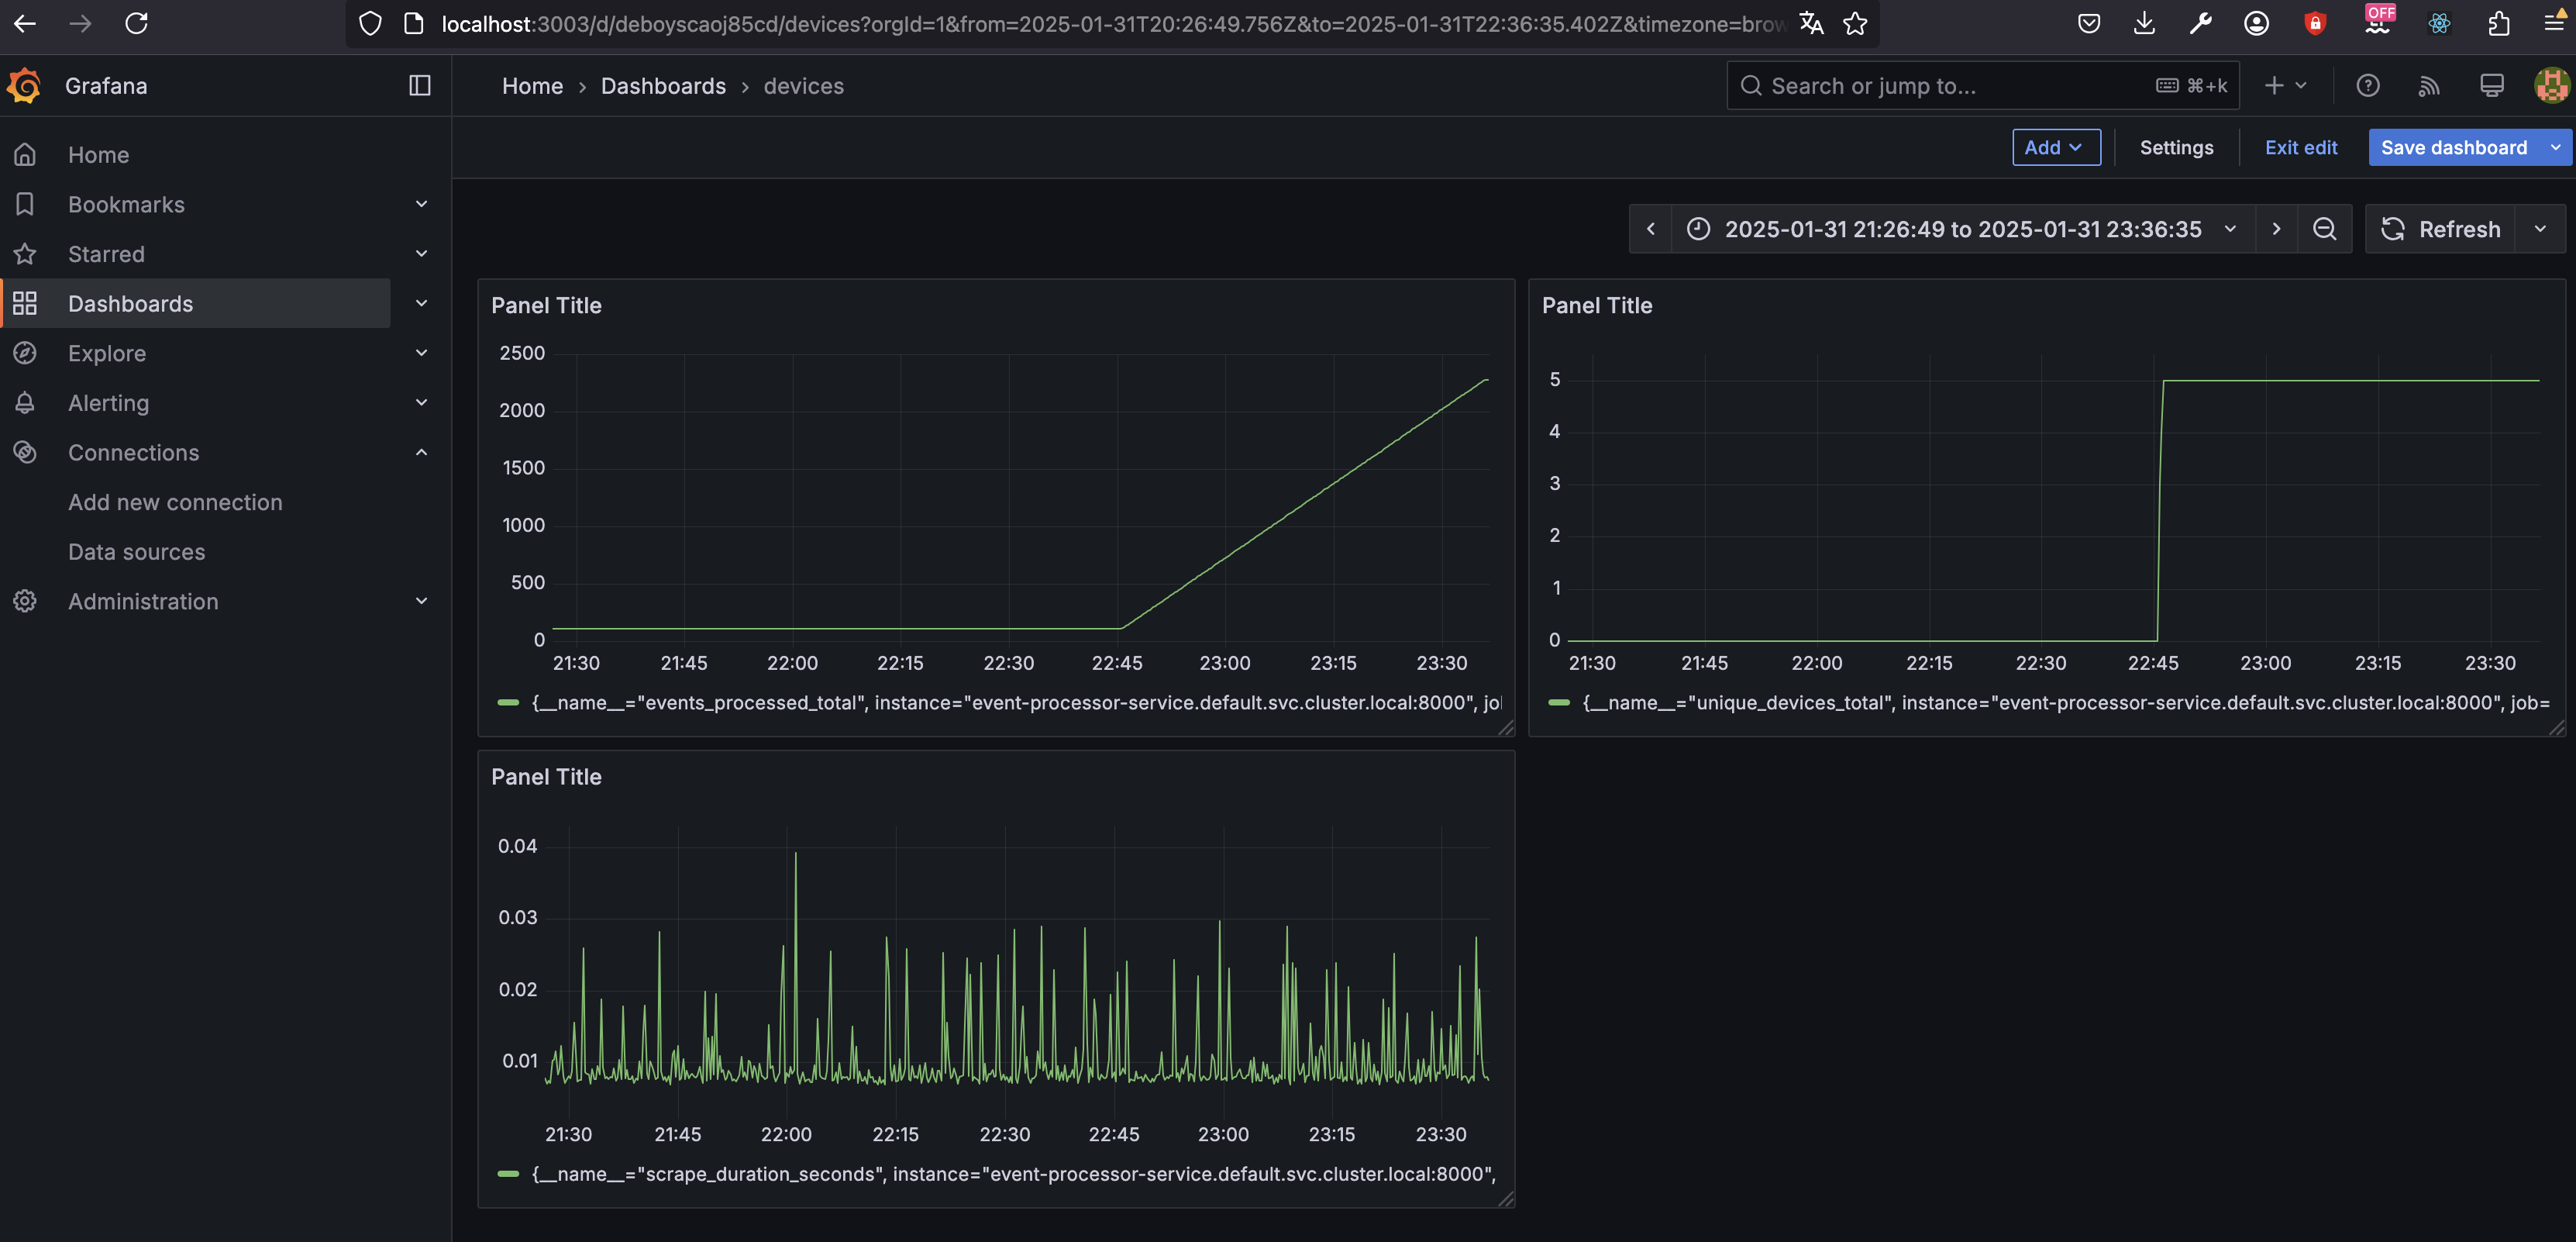 localhost:3003/d/deboyscaoj85cd/devices?orgId=1&from=2025-01-31T20:26:49.756Z&to=2025-01-31T22:36:35.402Z&timezone=brow
OFF
Grafana
Home › Dashboards › devices
Search or jump to... ⌘+k
Add
Settings
Exit edit
Save dashboard
Home
Bookmarks
Starred
Dashboards
Explore
Alerting
Connections
Add new connection
Data sources
Administration
2025-01-31 21:26:49 to 2025-01-31 23:36:35
Refresh
Panel Title
2500
2000
1500
1000
500
0
21:30 21:45 22:00 22:15 22:30 22:45 23:00 23:15 23:30
{__name__="events_processed_total", instance="event-processor-service.default.svc.cluster.local:8000", jo
Panel Title
5
4
3
2
1
0
21:30 21:45 22:00 22:15 22:30 22:45 23:00 23:15 23:30
{__name__="unique_devices_total", instance="event-processor-service.default.svc.cluster.local:8000", job=
Panel Title
0.04
0.03
0.02
0.01
21:30 21:45 22:00 22:15 22:30 22:45 23:00 23:15 23:30
{__name__="scrape_duration_seconds", instance="event-processor-service.default.svc.cluster.local:8000",